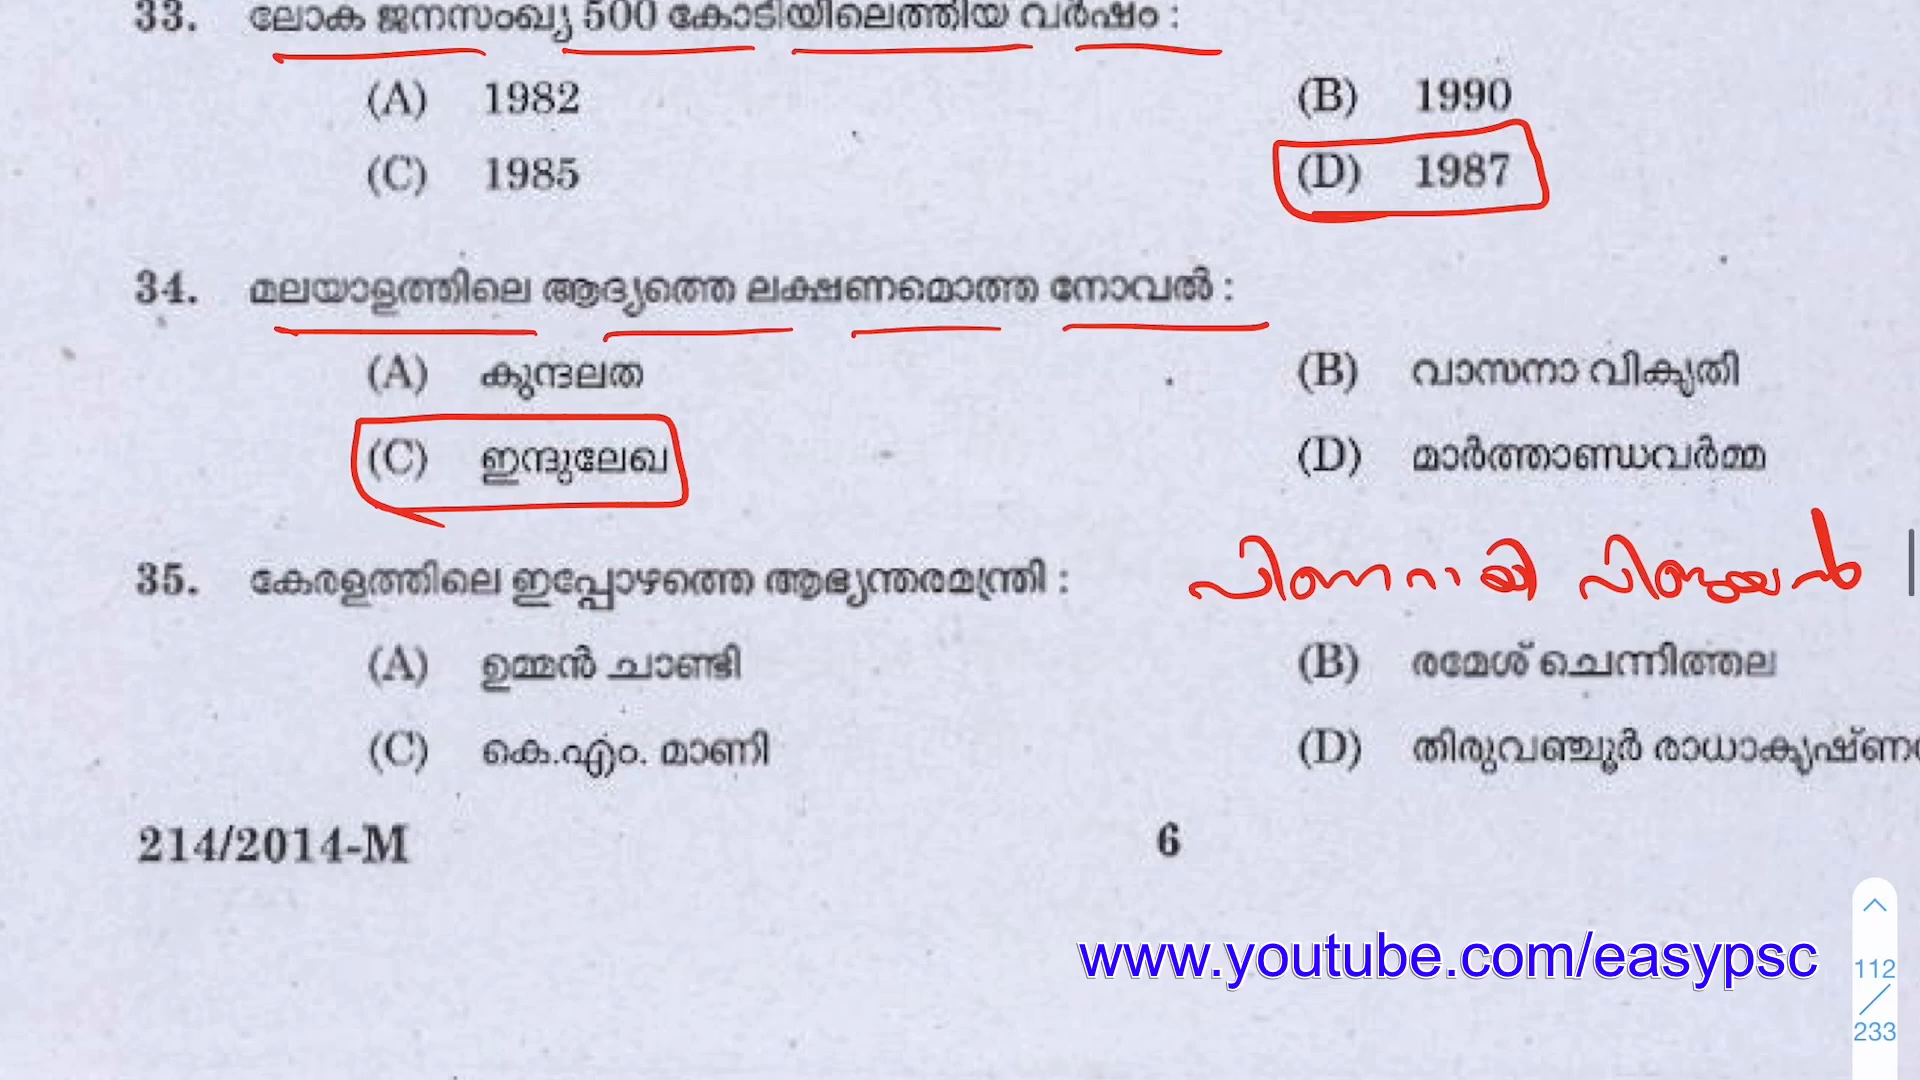 33. ലോക ജനസംഖ്യ 500 കോടിയിലെത്തിയ വർഷം :
(A) 1982 (B) 1990
(C) 1985 (D) 1987
34. മലയാളത്തിലെ ആദ്യത്തെ ലക്ഷണമൊത്ത നോവൽ :
(A) കുന്ദലത (B) വാസനാ വികൃതി
(C) ഇന്ദുലേഖ (D) മാർത്താണ്ഡവർമ്മ
35. കേരളത്തിലെ ഇപ്പോഴത്തെ ആഭ്യന്തരമന്ത്രി : പിണറായി വിജയൻ
(A) ഉമ്മൻ ചാണ്ടി (B) രമേശ് ചെന്നിത്തല
(C) കെ.എം. മാണി (D) തിരുവഞ്ചൂർ
214/2014-M 6
www.youtube.com/easypsc
112
/
233